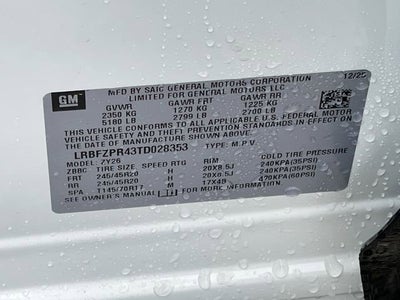 GM
MFD BY SAIC GENERAL MOTORS CORPORATION 12/25
LIMITED FOR GENERAL MOTORS LLC
GVWR GAWR FRT GAWR RR
2350 KG 1270 KG 1225 KG
5180 LB 2799 LB 2700 LB
THIS VEHICLE CONFORMS TO ALL APPLICABLE U.S. FEDERAL MOTOR
VEHICLE SAFETY AND THEFT PREVENTION STANDARDS IN EFFECT ON THE
DATE OF MANUFACTURE SHOWN ABOVE.
LRBFZPR43TD028353 TYPE: M.P.V.
MODEL: ZY26
ZBBC TIRE SIZE SPEED RTG RIM COLD TIRE PRESSURE
FRT 245/45R20 H 20X8.5J 240KPA(35PSI)
RR 245/45R20 H 20X8.5J 240KPA(35PSI)
SPA T145/70R17 M 17X4B 420KPA(60PSI)
SEE OWNER'S MANUAL